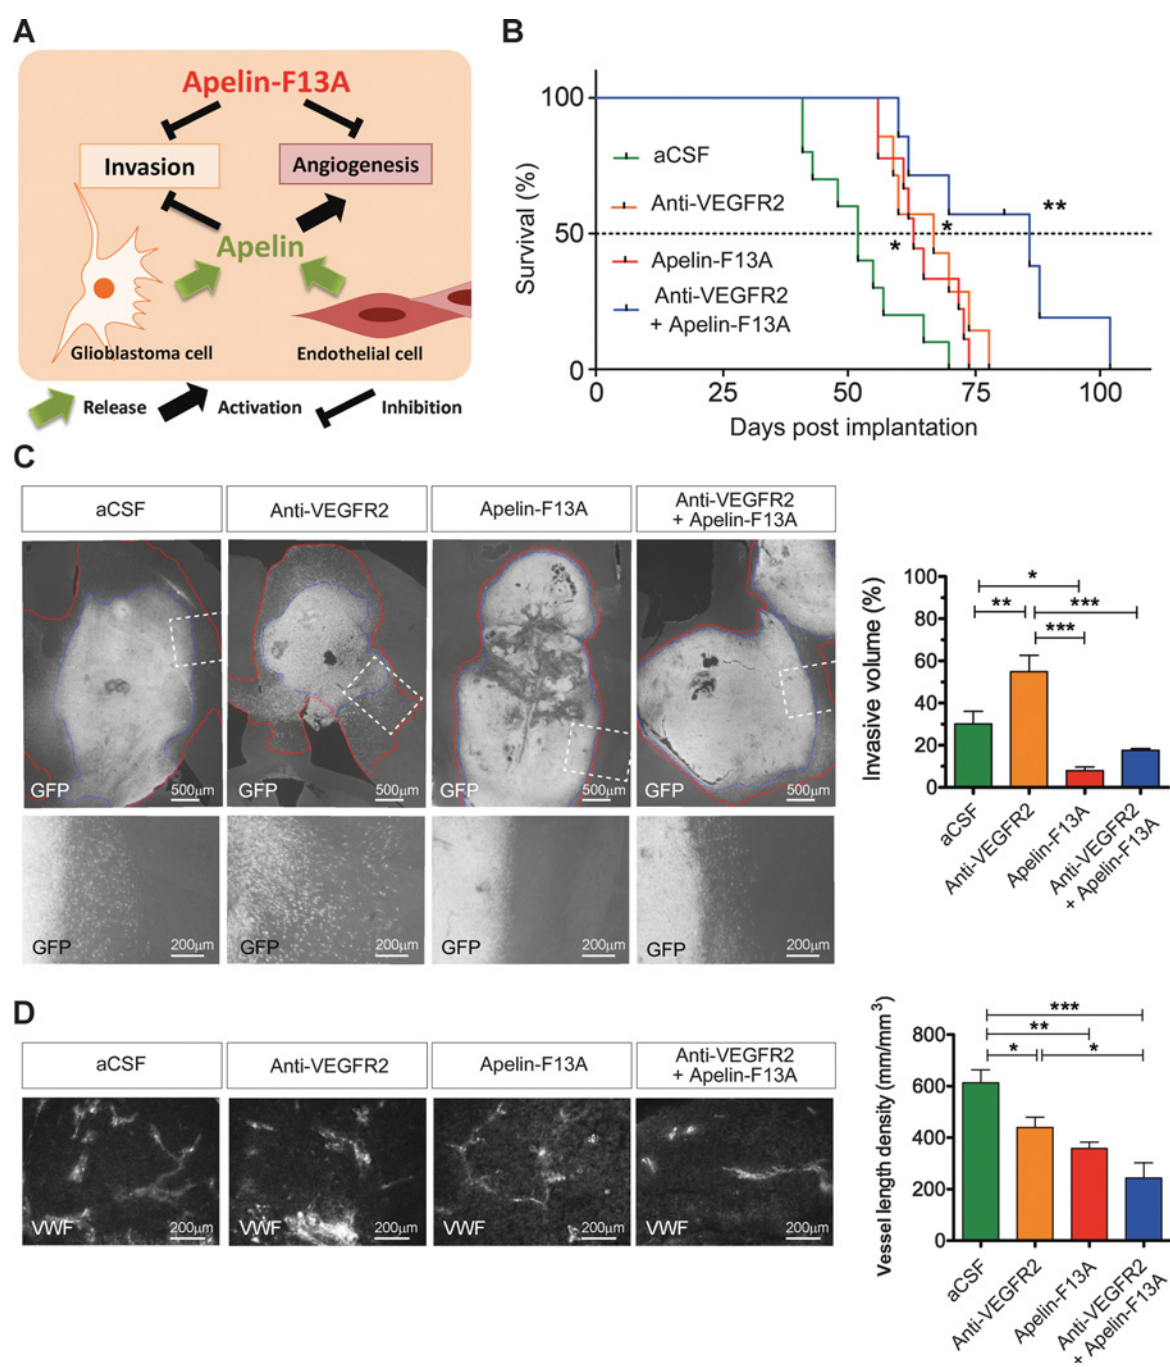 A
Apelin-F13A
Invasion
Angiogenesis
Apelin
Glioblastoma cell
Endothelial cell
Release
Activation
Inhibition
B
Survival (%)
100
50
0
aCSF
Anti-VEGFR2
Apelin-F13A
Anti-VEGFR2
+ Apelin-F13A
*
*
**
0
25
50
75
100
Days post implantation
C
aCSF
Anti-VEGFR2
Apelin-F13A
Anti-VEGFR2
+ Apelin-F13A
GFP
500µm
GFP
500µm
GFP
500µm
GFP
500µm
GFP
200µm
GFP
200µm
GFP
200µm
GFP
200µm
Invasive volume (%)
100
80
60
40
20
0
*
**
***
***
aCSF
Anti-VEGFR2
Apelin-F13A
Anti-VEGFR2
+ Apelin-F13A
D
aCSF
Anti-VEGFR2
Apelin-F13A
Anti-VEGFR2
+ Apelin-F13A
VWF
200µm
VWF
200µm
VWF
200µm
VWF
200µm
Vessel length density (mm/mm³)
800
600
400
200
0
***
**
*
*
aCSF
Anti-VEGFR2
Apelin-F13A
Anti-VEGFR2
+ Apelin-F13A